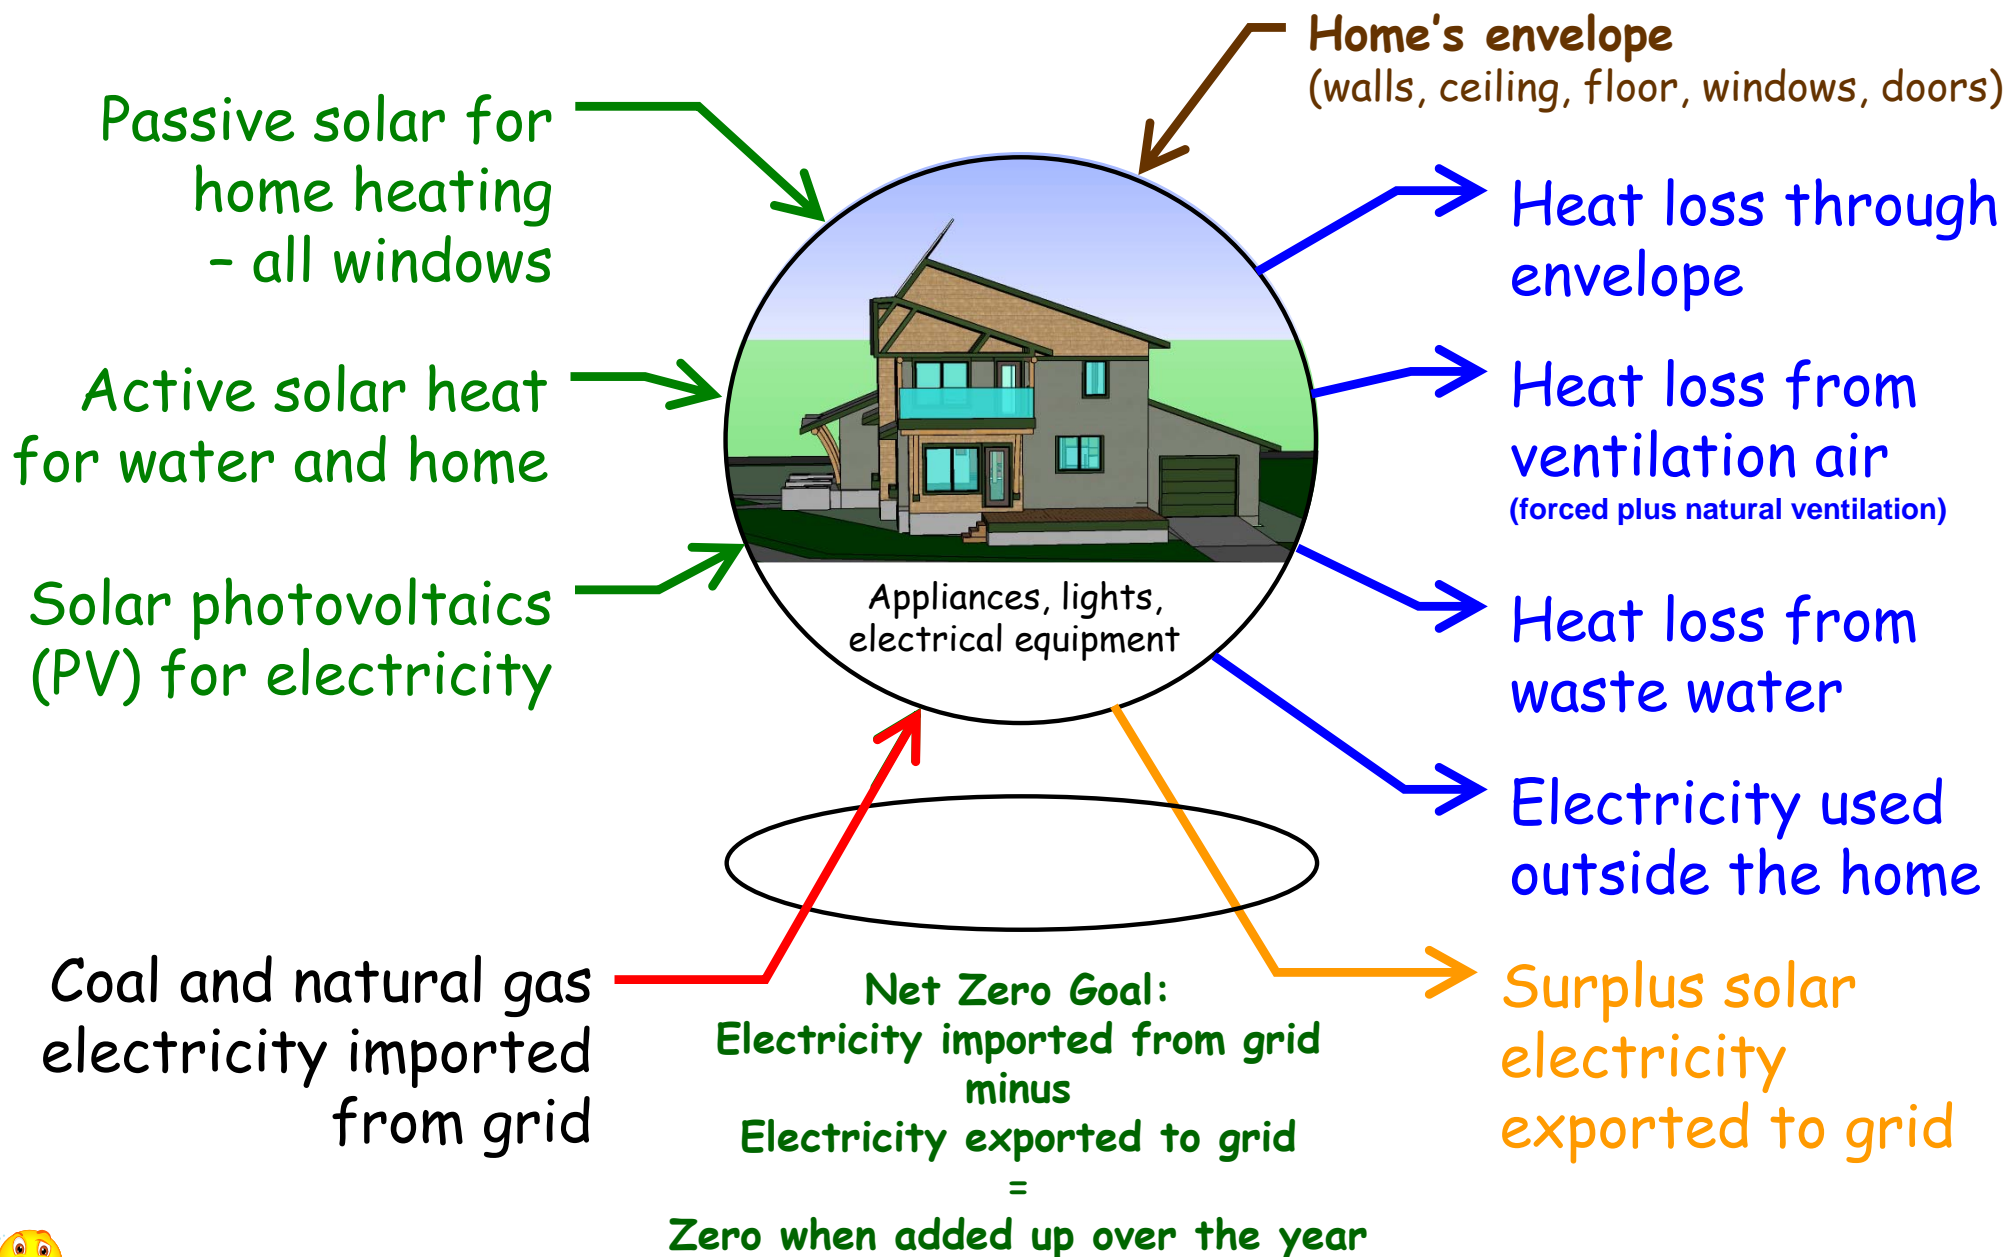 Home's envelope
(walls, ceiling, floor, windows, doors)
Passive solar for
home heating
– all windows
Active solar heat
for water and home
Solar photovoltaics
(PV) for electricity
Coal and natural gas
electricity imported
from grid
Appliances, lights,
electrical equipment
Net Zero Goal:
Electricity imported from grid
minus
Electricity exported to grid
=
Zero when added up over the year
Heat loss through
envelope
Heat loss from
ventilation air
(forced plus natural ventilation)
Heat loss from
waste water
Electricity used
outside the home
Surplus solar
electricity
exported to grid